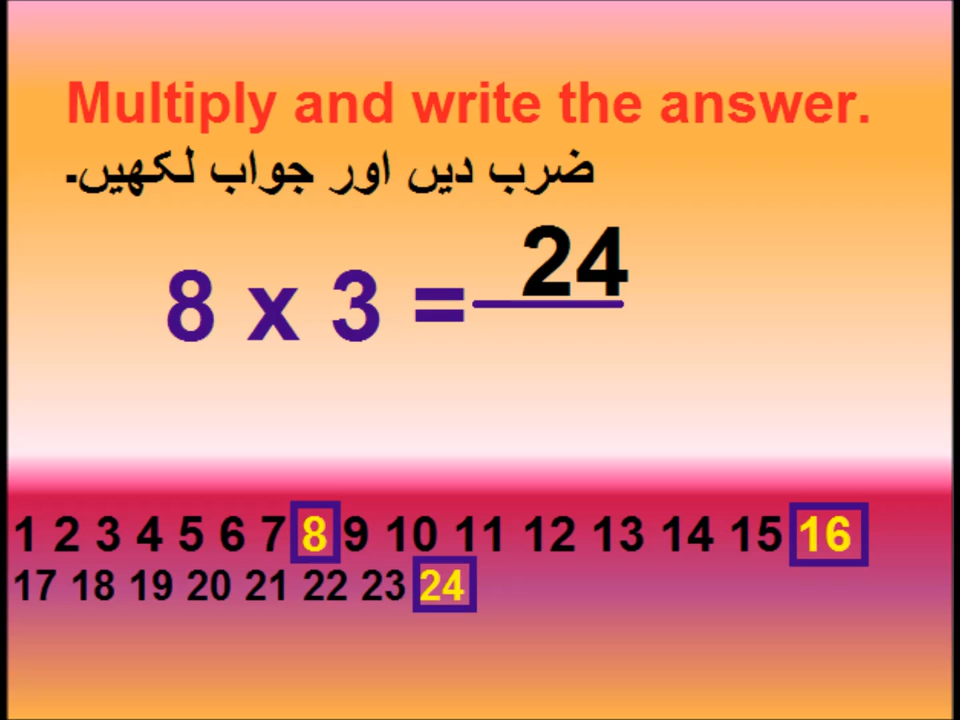 Multiply and write the answer.
ضرب دیں اور جواب لکھیں۔
8 x 3 = 24
1 2 3 4 5 6 7 8 9 10 11 12 13 14 15 16
17 18 19 20 21 22 23 24